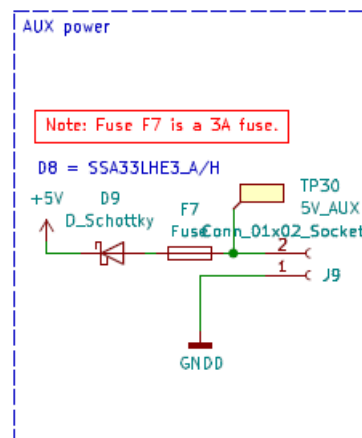 AUX power
Note: Fuse F7 is a 3A fuse.
D8 = SSA33LHE3_A/H
+5V
D9
D_Schottky
F7
Fuse
TP30
5V_AUX
Conn_01x02_Socket
2
1
J9
GNDD